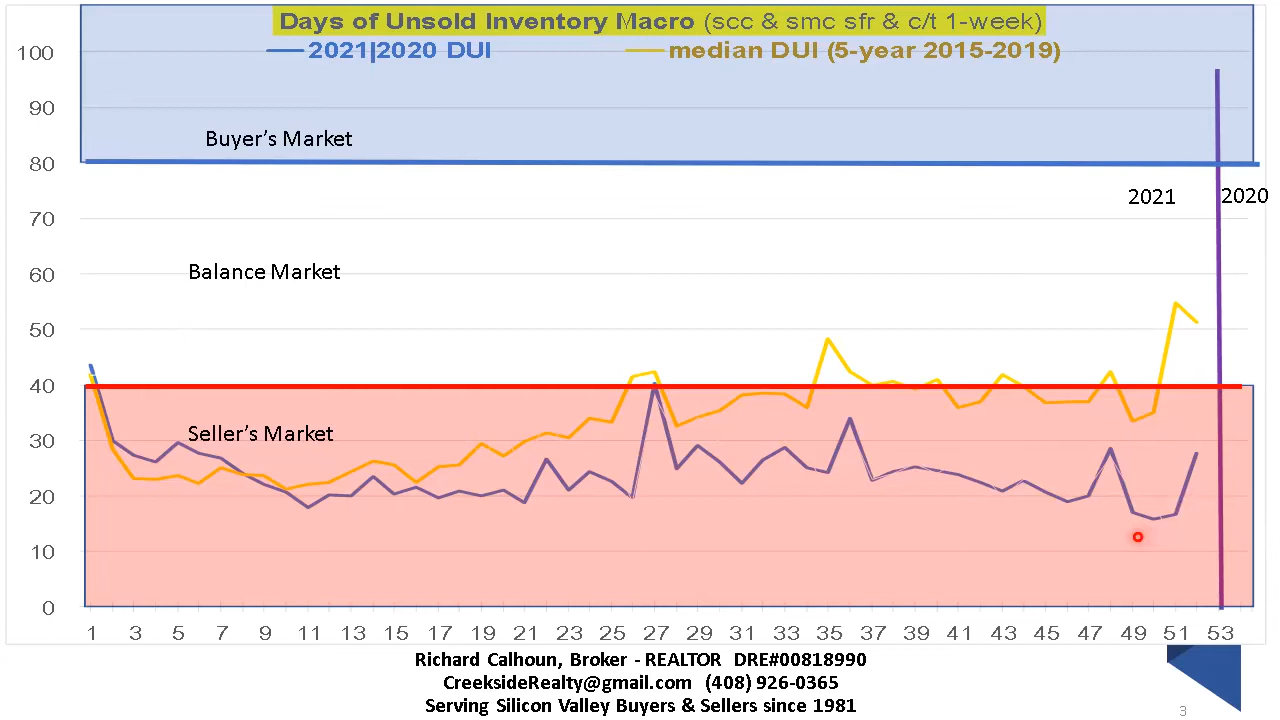 Days of Unsold Inventory Macro (scc & smc sfr & c/t 1-week)
2021|2020 DUI median DUI (5-year 2015-2019)
100
90
Buyer's Market
80
2021 2020
70
Balance Market
60
50
40
Seller's Market
30
20
10
0
1 3 5 7 9 11 13 15 17 19 21 23 25 27 29 31 33 35 37 39 41 43 45 47 49 51 53
Richard Calhoun, Broker - REALTOR DRE#00818990
CreeksideRealty@gmail.com (408) 926-0365
Serving Silicon Valley Buyers & Sellers since 1981
3